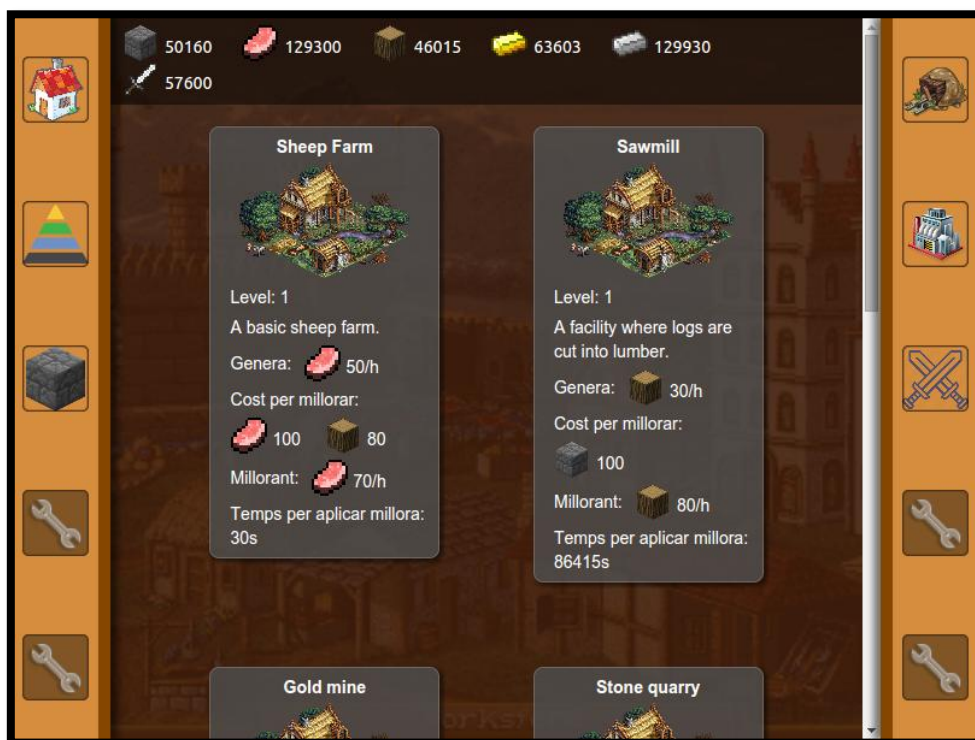 50160 129300 46015 63603 129930
57600
Sheep Farm
Level: 1
A basic sheep farm.
Genera: 50/h
Cost per millorar:
100 80
Millorant: 70/h
Temps per aplicar millora:
30s
Sawmill
Level: 1
A facility where logs are
cut into lumber.
Genera: 30/h
Cost per millorar:
100
Millorant: 80/h
Temps per aplicar millora:
86415s
Gold mine
Stone quarry